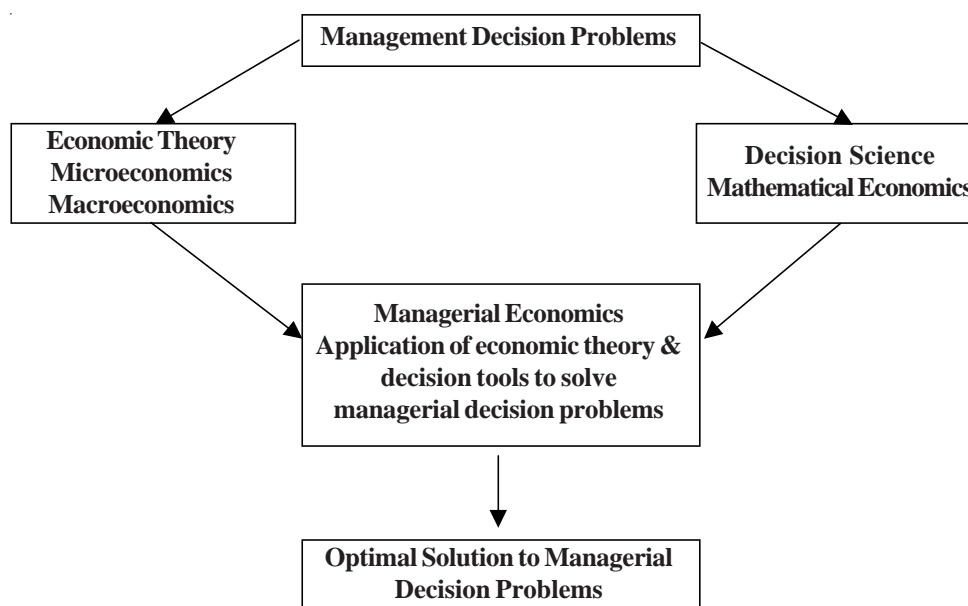 Management Decision Problems
Economic Theory
Microeconomics
Macroeconomics
Decision Science
Mathematical Economics
Managerial Economics
Application of economic theory &
decision tools to solve
managerial decision problems
Optimal Solution to Managerial
Decision Problems